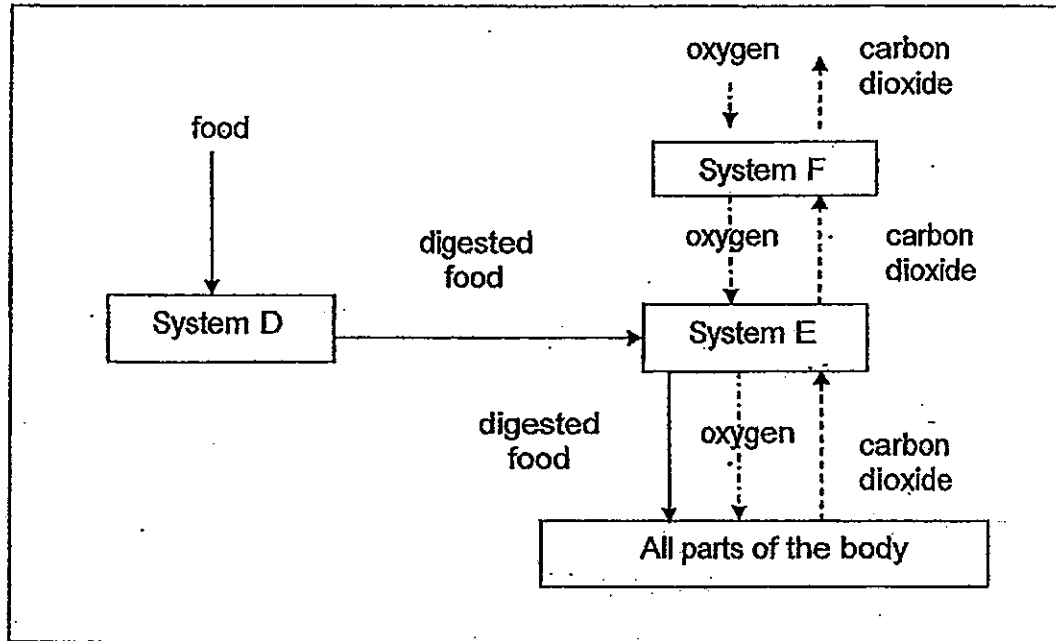 oxygen
carbon
dioxide
food
System F
digested
food
oxygen
carbon
dioxide
System D
System E
digested
food
oxygen
carbon
dioxide
All parts of the body